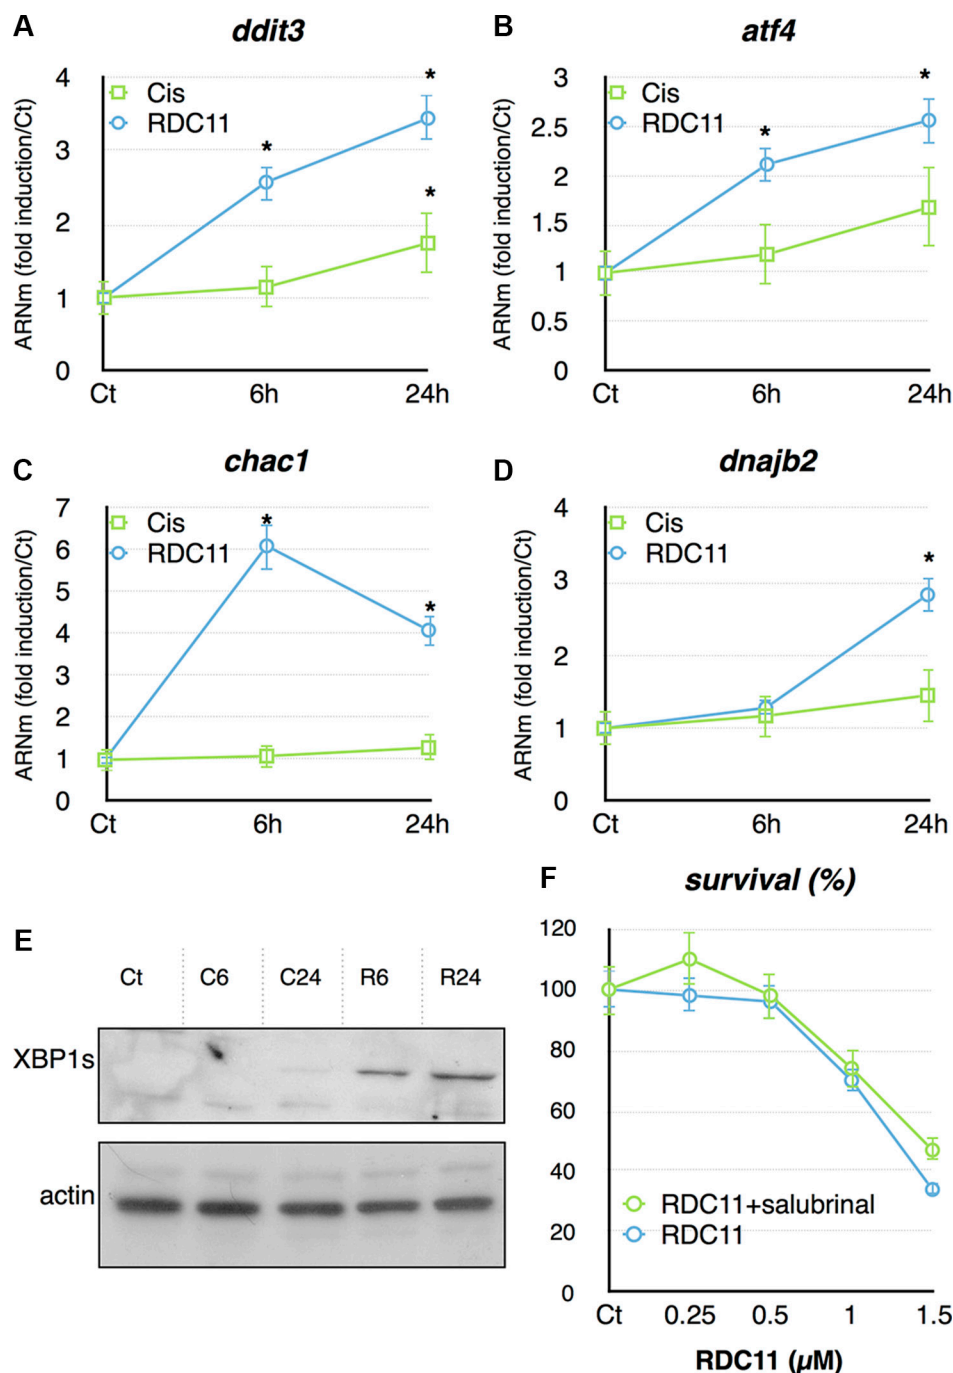 A
ddit3
ARNm (fold induction/Ct)
4
3
2
1
0
Cis
RDC11
*
*
*
Ct
6h
24h
B
atf4
ARNm (fold induction/Ct)
3
2.5
2
1.5
1
0.5
0
Cis
RDC11
*
*
Ct
6h
24h
C
chac1
ARNm (fold induction/Ct)
7
6
5
4
3
2
1
0
Cis
RDC11
*
*
Ct
6h
24h
D
dnajb2
ARNm (fold induction/Ct)
4
3
2
1
0
Cis
RDC11
*
Ct
6h
24h
E
Ct C6 C24 R6 R24
XBP1s
actin
F
survival (%)
120
100
80
60
40
20
0
RDC11+salubrinal
RDC11
Ct 0.25 0.5 1 1.5
RDC11 (µM)